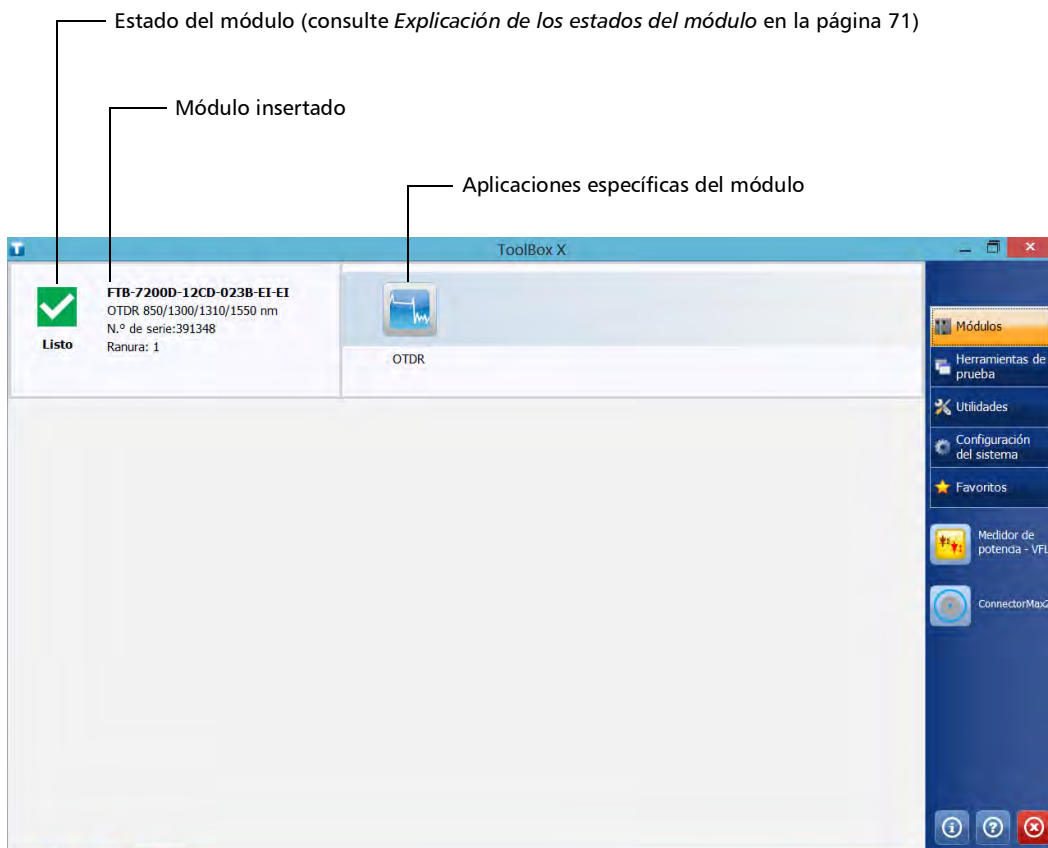 Estado del módulo (consulte Explicación de los estados del módulo en la página 71)
Módulo insertado
Aplicaciones específicas del módulo
ToolBox X
FTB-7200D-12CD-023B-EI-EI
OTDR 850/1300/1310/1550 nm
N.º de serie:391348
Ranura: 1
Listo
OTDR
Módulos
Herramientas de
prueba
Utilidades
Configuración
del sistema
Favoritos
Medidor de
potencia - VFL
ConnectorMax2